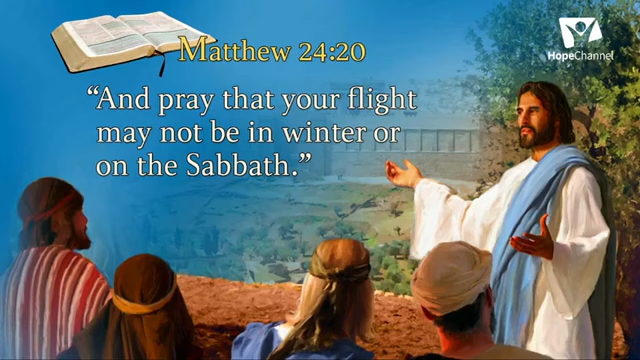 Matthew 24:20
HopeChannel
“And pray that your flight
may not be in winter or
on the Sabbath.”